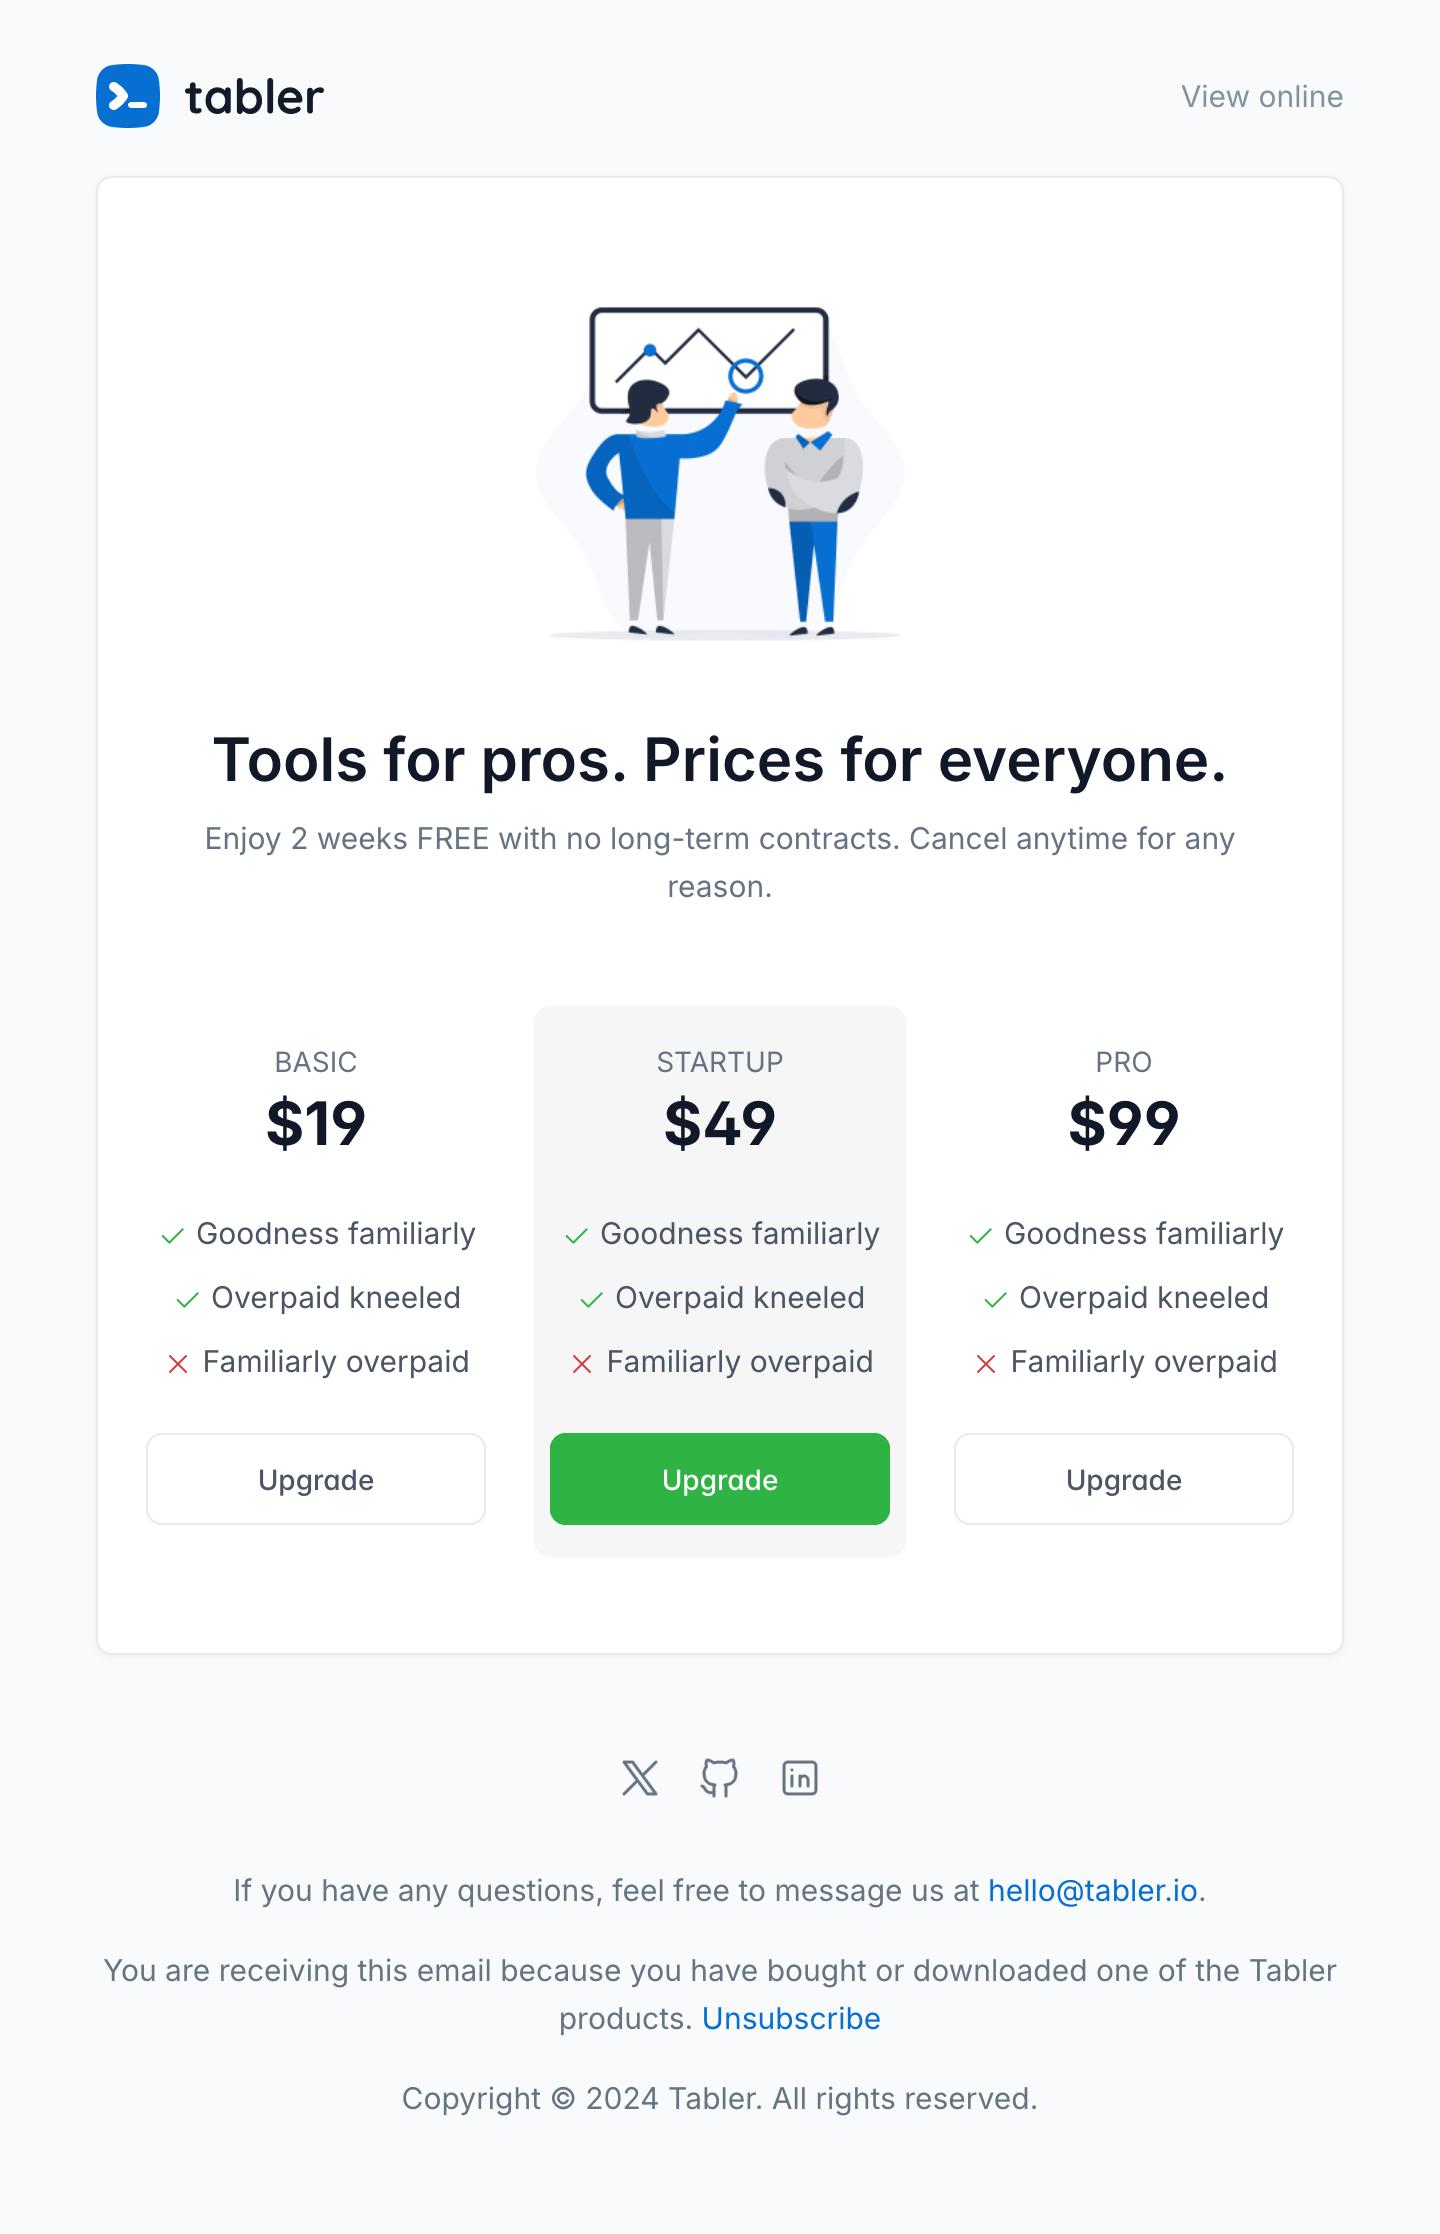 tabler
View online
Tools for pros. Prices for everyone.
Enjoy 2 weeks FREE with no long-term contracts. Cancel anytime for any
reason.
BASIC
$19
Goodness familiarly
Overpaid kneeled
Familiarly overpaid
Upgrade
STARTUP
$49
Goodness familiarly
Overpaid kneeled
Familiarly overpaid
Upgrade
PRO
$99
Goodness familiarly
Overpaid kneeled
Familiarly overpaid
Upgrade
If you have any questions, feel free to message us at hello@tabler.io.
You are receiving this email because you have bought or downloaded one of the Tabler
products. Unsubscribe
Copyright © 2024 Tabler. All rights reserved.